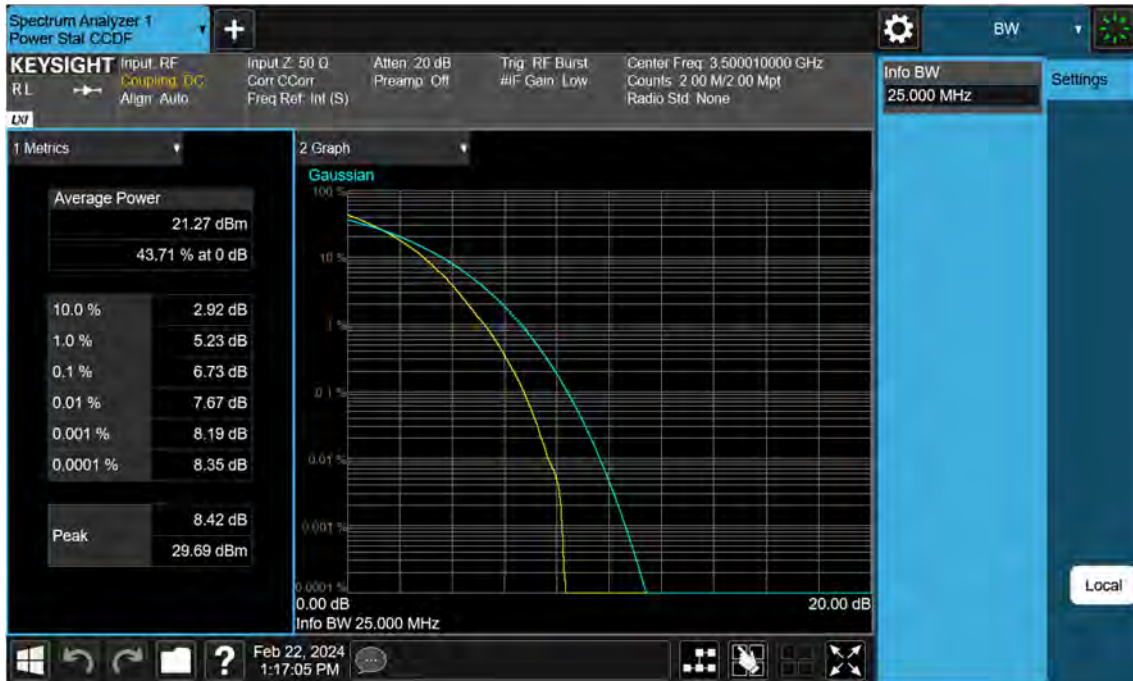 Spectrum Analyzer 1
Power Stat CCDF
+
BW
KEYSIGHT
RL
LXI
Input: RF
Coupling: DC
Align: Auto
Input Z: 50 Ω
Corr CCorr
Freq Ref: Int (S)
Atten: 20 dB
Preamp: Off
Trig: RF Burst
#IF Gain: Low
Center Freq: 3.500010000 GHz
Counts: 2.00 M/2.00 Mpt
Radio Std: None
Info BW
25.000 MHz
Settings
1 Metrics
Average Power
21.27 dBm
43.71 % at 0 dB
10.0 % 2.92 dB
1.0 % 5.23 dB
0.1 % 6.73 dB
0.01 % 7.67 dB
0.001 % 8.19 dB
0.0001 % 8.35 dB
Peak
8.42 dB
29.69 dBm
2 Graph
Gaussian
100 %
10 %
1 %
0.1 %
0.01 %
0.001 %
0.0001 %
0.00 dB 20.00 dB
Info BW 25.000 MHz
Local
?
Feb 22, 2024
1:17:05 PM